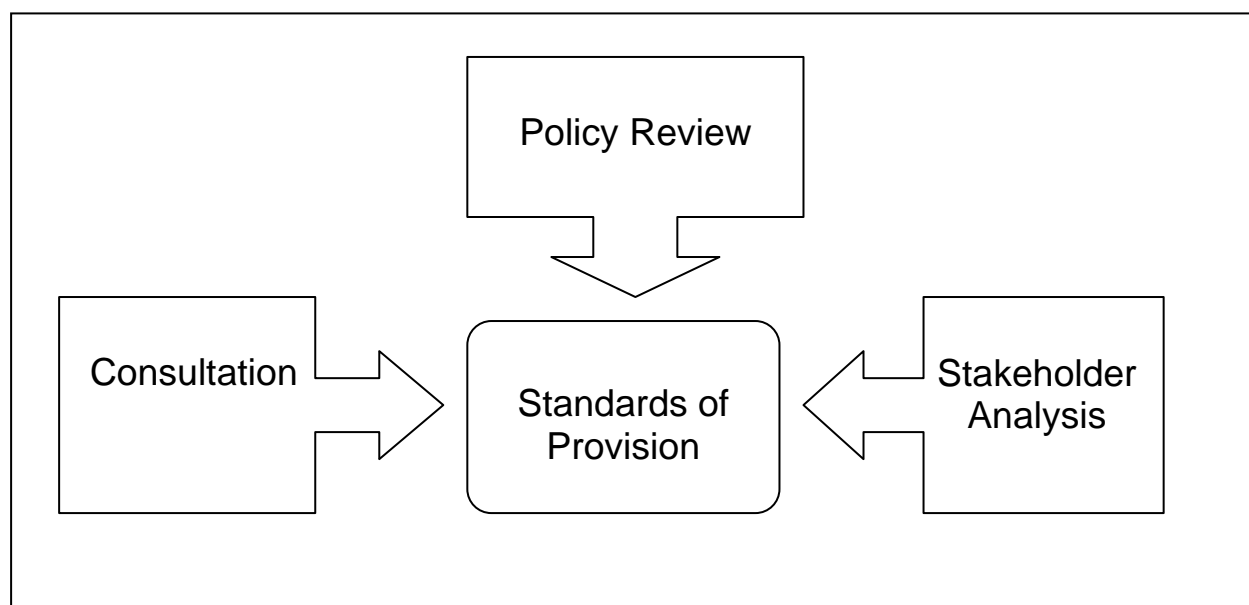 Policy Review
Consultation
Standards of
Provision
Stakeholder
Analysis